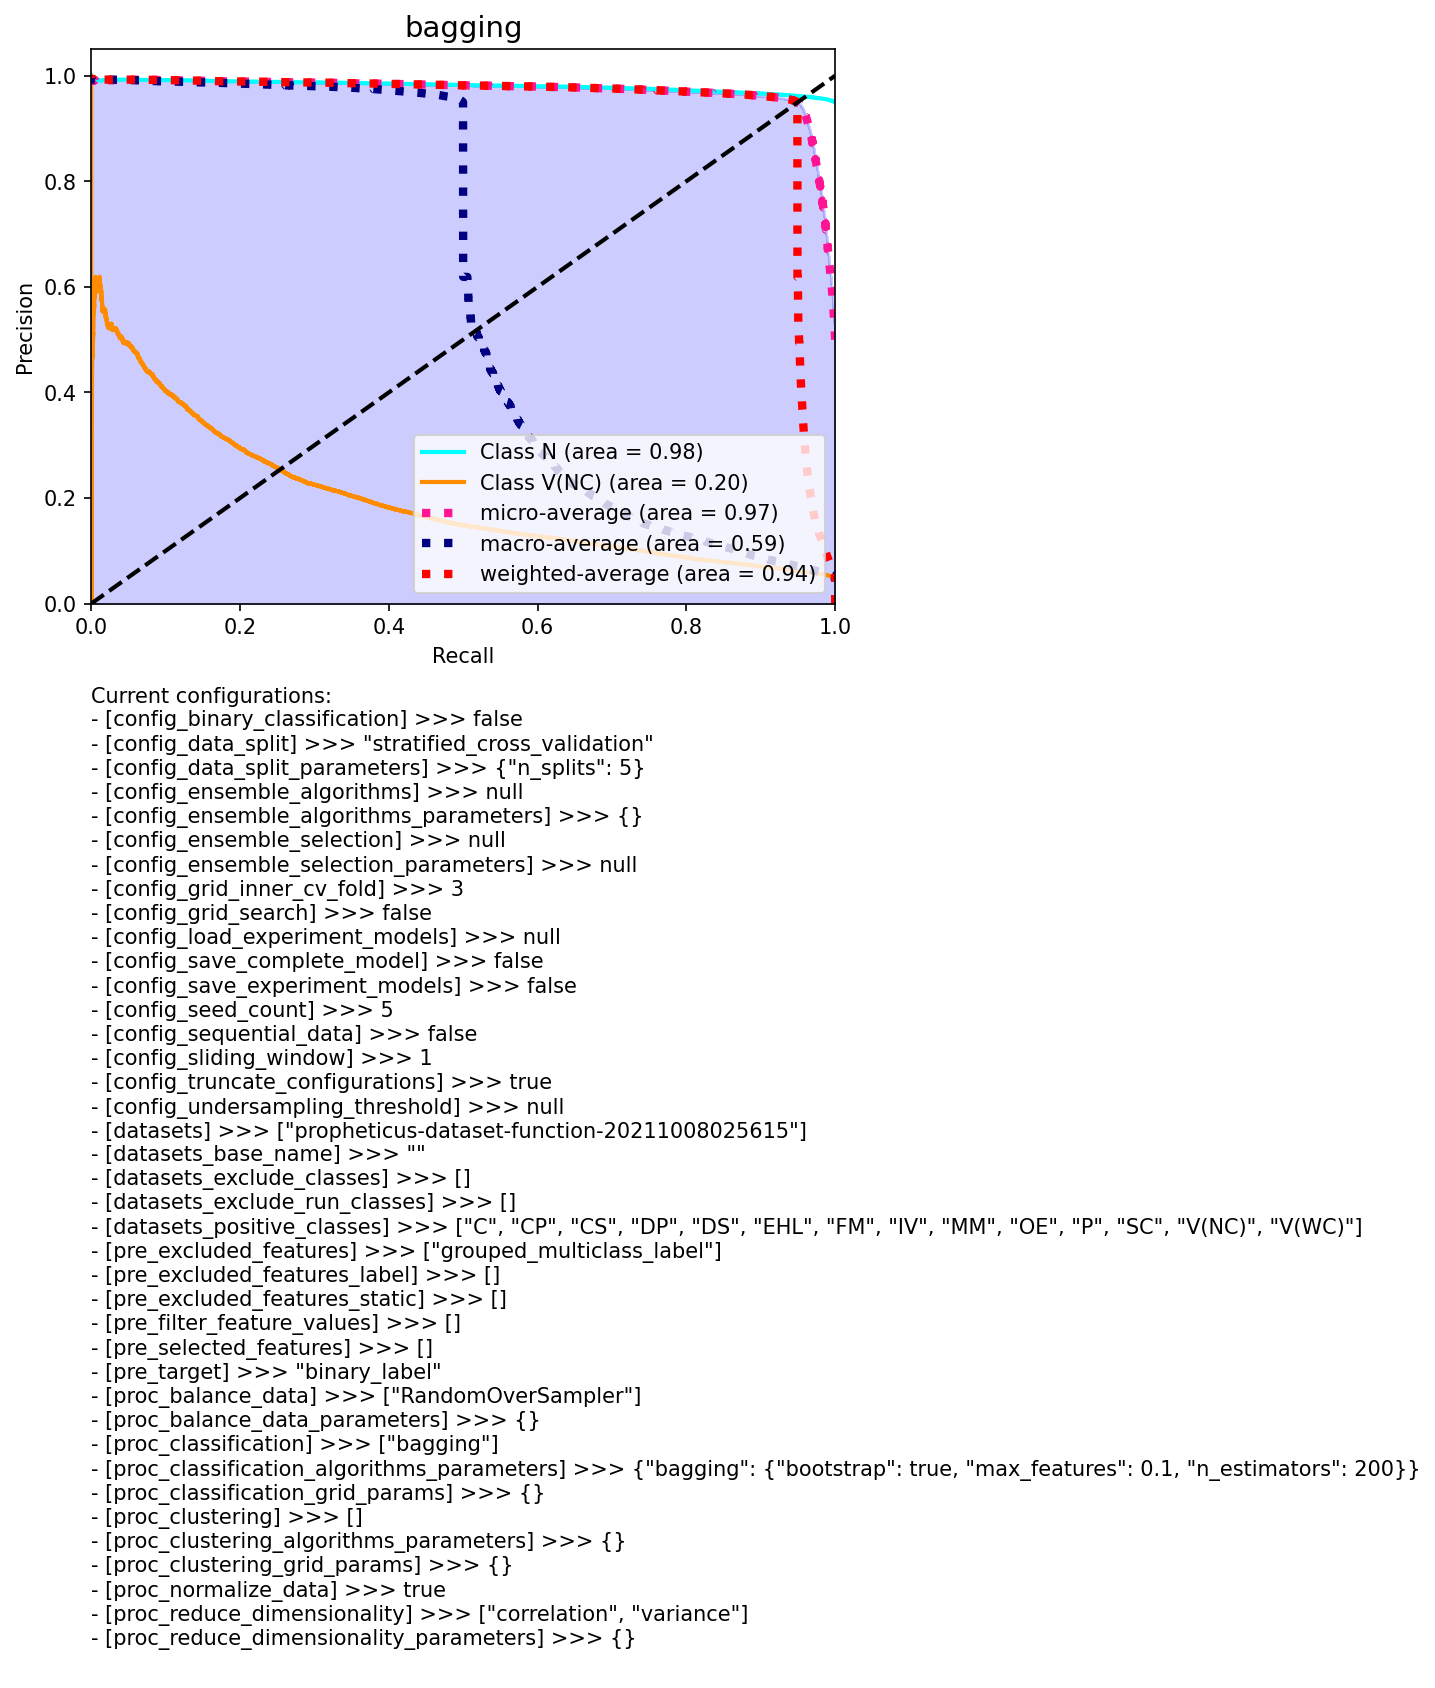 bagging
1.0
0.8
0.6
0.4
0.2
0.0
Precision
Class N (area = 0.98)
Class V(NC) (area = 0.20)
micro-average (area = 0.97)
macro-average (area = 0.59)
weighted-average (area = 0.94)
0.0 0.2 0.4 0.6 0.8 1.0
Recall
Current configurations:
- [config_binary_classification] >>> false
- [config_data_split] >>> "stratified_cross_validation"
- [config_data_split_parameters] >>> {"n_splits": 5}
- [config_ensemble_algorithms] >>> null
- [config_ensemble_algorithms_parameters] >>> {}
- [config_ensemble_selection] >>> null
- [config_ensemble_selection_parameters] >>> null
- [config_grid_inner_cv_fold] >>> 3
- [config_grid_search] >>> false
- [config_load_experiment_models] >>> null
- [config_save_complete_model] >>> false
- [config_save_experiment_models] >>> false
- [config_seed_count] >>> 5
- [config_sequential_data] >>> false
- [config_sliding_window] >>> 1
- [config_truncate_configurations] >>> true
- [config_undersampling_threshold] >>> null
- [datasets] >>> ["propheticus-dataset-function-20211008025615"]
- [datasets_base_name] >>> ""
- [datasets_exclude_classes] >>> []
- [datasets_exclude_run_classes] >>> []
- [datasets_positive_classes] >>> ["C", "CP", "CS", "DP", "DS", "EHL", "FM", "IV", "MM", "OE", "P", "SC", "V(NC)", "V(WC)"]
- [pre_excluded_features] >>> ["grouped_multiclass_label"]
- [pre_excluded_features_label] >>> []
- [pre_excluded_features_static] >>> []
- [pre_filter_feature_values] >>> []
- [pre_selected_features] >>> []
- [pre_target] >>> "binary_label"
- [proc_balance_data] >>> ["RandomOverSampler"]
- [proc_balance_data_parameters] >>> {}
- [proc_classification] >>> ["bagging"]
- [proc_classification_algorithms_parameters] >>> {"bagging": {"bootstrap": true, "max_features": 0.1, "n_estimators": 200}}
- [proc_classification_grid_params] >>> {}
- [proc_clustering] >>> []
- [proc_clustering_algorithms_parameters] >>> {}
- [proc_clustering_grid_params] >>> {}
- [proc_normalize_data] >>> true
- [proc_reduce_dimensionality] >>> ["correlation", "variance"]
- [proc_reduce_dimensionality_parameters] >>> {}